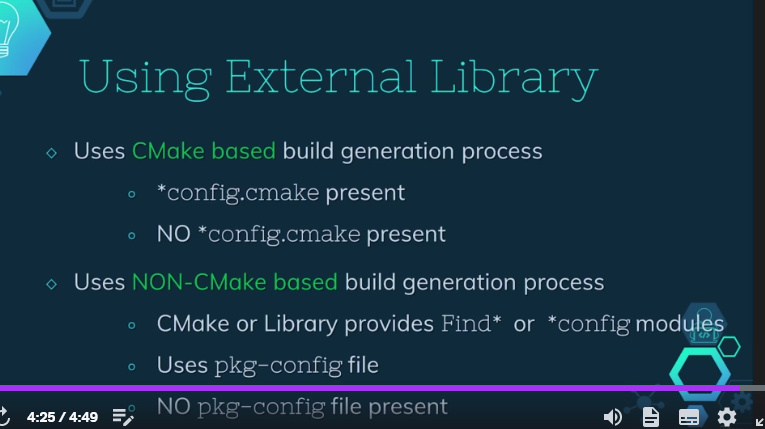 Using External Library
Uses CMake based build generation process
*config.cmake present
NO *config.cmake present
Uses NON-CMake based build generation process
CMake or Library provides Find* or *config modules
Uses pkg-config file
NO pkg-config file present
4:25 / 4:49